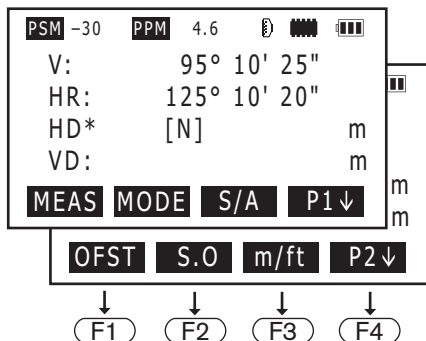 PSM -30 PPM 4.6
V: 95° 10' 25"
HR: 125° 10' 20"
HD* [N] m
VD: m
MEAS MODE S/A P1↓
m
m
OFST S.O m/ft P2↓
F1 F2 F3 F4